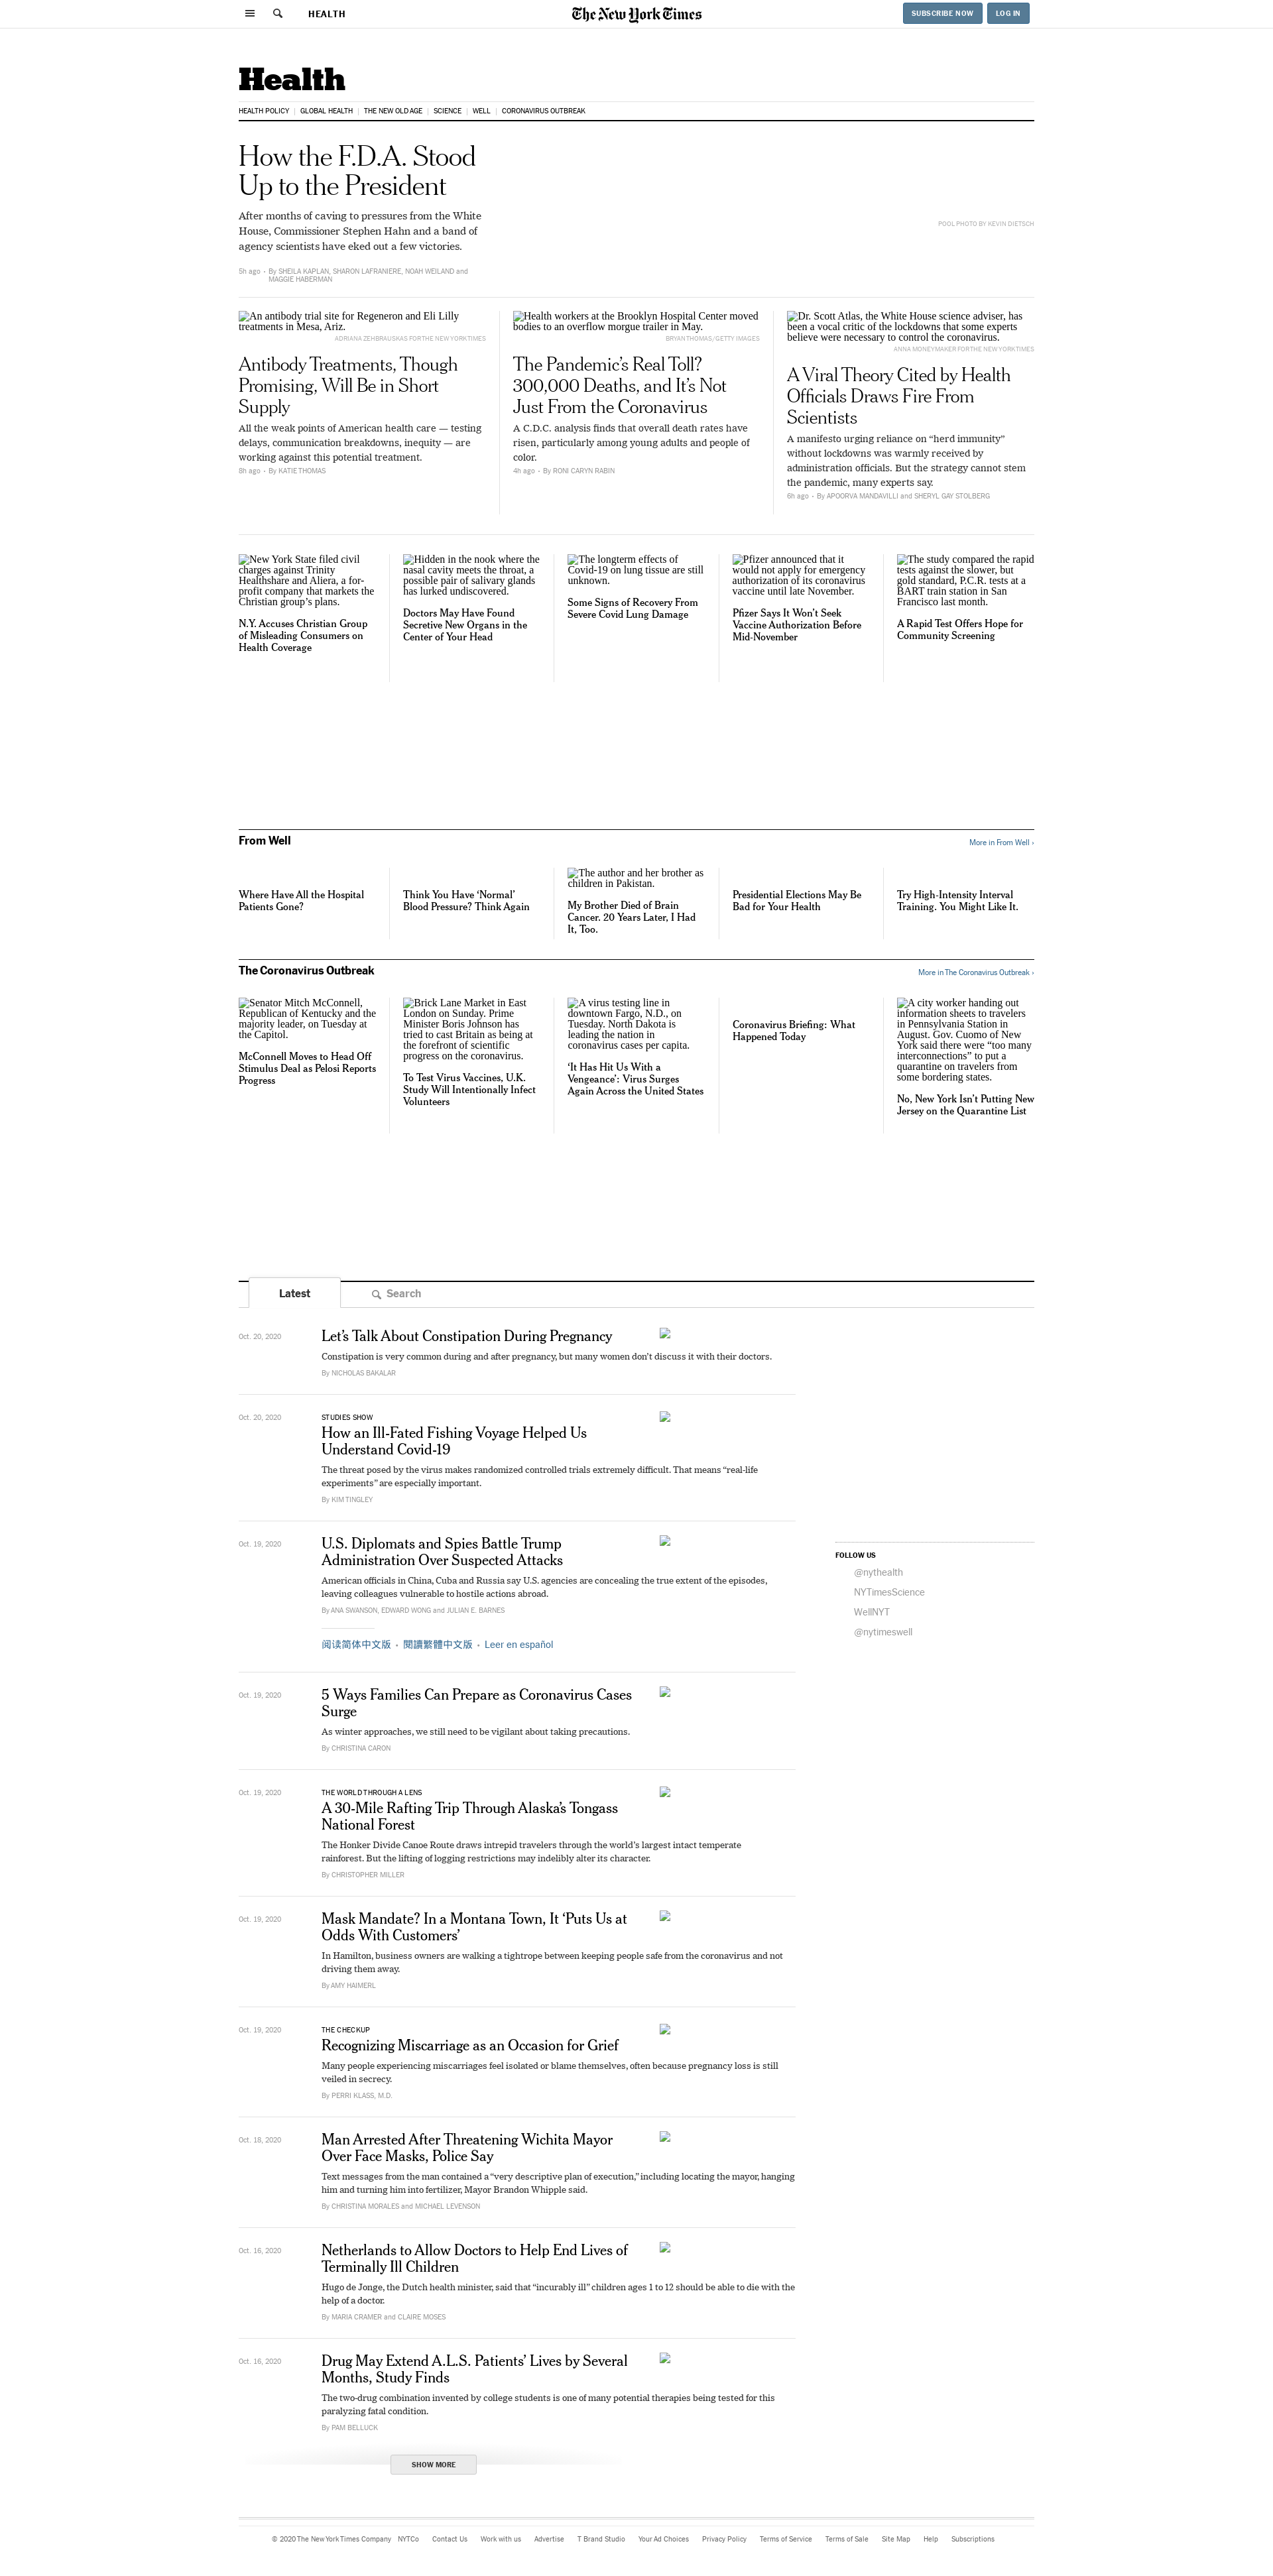 HEALTH
The New York Times
SUBSCRIBE NOW
LOG IN
Health
HEALTH POLICY
GLOBAL HEALTH
THE NEW OLD AGE
SCIENCE
WELL
CORONAVIRUS OUTBREAK
How the F.D.A. Stood
Up to the President
After months of caving to pressures from the White
House, Commissioner Stephen Hahn and a band of
agency scientists have eked out a few victories.
5h ago • By SHEILA KAPLAN, SHARON LAFRANIERE, NOAH WEILAND and
MAGGIE HABERMAN
POOL PHOTO BY KEVIN DIETSCH
An antibody trial site for Regeneron and Eli Lilly
treatments in Mesa, Ariz.
ADRIANA ZEHBRAUSKAS FOR THE NEW YORK TIMES
Antibody Treatments, Though
Promising, Will Be in Short
Supply
All the weak points of American health care — testing
delays, communication breakdowns, inequity — are
working against this potential treatment.
8h ago • By KATIE THOMAS
Health workers at the Brooklyn Hospital Center moved
bodies to an overflow morgue trailer in May.
BRYAN THOMAS/GETTY IMAGES
The Pandemic’s Real Toll?
300,000 Deaths, and It’s Not
Just From the Coronavirus
A C.D.C. analysis finds that overall death rates have
risen, particularly among young adults and people of
color.
4h ago • By RONI CARYN RABIN
Dr. Scott Atlas, the White House science adviser, has
been a vocal critic of the lockdowns that some experts
believe were necessary to control the coronavirus.
ANNA MONEYMAKER FOR THE NEW YORK TIMES
A Viral Theory Cited by Health
Officials Draws Fire From
Scientists
A manifesto urging reliance on “herd immunity”
without lockdowns was warmly received by
administration officials. But the strategy cannot stem
the pandemic, many experts say.
6h ago • By APOORVA MANDAVILLI and SHERYL GAY STOLBERG
New York State filed civil
charges against Trinity
Healthshare and Aliera, a for-
profit company that markets the
Christian group’s plans.
N.Y. Accuses Christian Group
of Misleading Consumers on
Health Coverage
Hidden in the nook where the
nasal cavity meets the throat, a
possible pair of salivary glands
has lurked undiscovered.
Doctors May Have Found
Secretive New Organs in the
Center of Your Head
The longterm effects of
Covid-19 on lung tissue are still
unknown.
Some Signs of Recovery From
Severe Covid Lung Damage
Pfizer announced that it
would not apply for emergency
authorization of its coronavirus
vaccine until late November.
Pfizer Says It Won’t Seek
Vaccine Authorization Before
Mid-November
The study compared the rapid
tests against the slower, but
gold standard, P.C.R. tests at a
BART train station in San
Francisco last month.
A Rapid Test Offers Hope for
Community Screening
From Well
More in From Well ›
Where Have All the Hospital
Patients Gone?
Think You Have ‘Normal’
Blood Pressure? Think Again
The author and her brother as
children in Pakistan.
My Brother Died of Brain
Cancer. 20 Years Later, I Had
It, Too.
Presidential Elections May Be
Bad for Your Health
Try High-Intensity Interval
Training. You Might Like It.
The Coronavirus Outbreak
More in The Coronavirus Outbreak ›
Senator Mitch McConnell,
Republican of Kentucky and the
majority leader, on Tuesday at
the Capitol.
McConnell Moves to Head Off
Stimulus Deal as Pelosi Reports
Progress
Brick Lane Market in East
London on Sunday. Prime
Minister Boris Johnson has
tried to cast Britain as being at
the forefront of scientific
progress on the coronavirus.
To Test Virus Vaccines, U.K.
Study Will Intentionally Infect
Volunteers
A virus testing line in
downtown Fargo, N.D., on
Tuesday. North Dakota is
leading the nation in
coronavirus cases per capita.
‘It Has Hit Us With a
Vengeance’: Virus Surges
Again Across the United States
Coronavirus Briefing: What
Happened Today
A city worker handing out
information sheets to travelers
in Pennsylvania Station in
August. Gov. Cuomo of New
York said there were “too many
interconnections” to put a
quarantine on travelers from
some bordering states.
No, New York Isn’t Putting New
Jersey on the Quarantine List
Latest
Search
Oct. 20, 2020
Let’s Talk About Constipation During Pregnancy
Constipation is very common during and after pregnancy, but many women don’t discuss it with their doctors.
By NICHOLAS BAKALAR
Oct. 20, 2020
STUDIES SHOW
How an Ill-Fated Fishing Voyage Helped Us
Understand Covid-19
The threat posed by the virus makes randomized controlled trials extremely difficult. That means “real-life
experiments” are especially important.
By KIM TINGLEY
Oct. 19, 2020
U.S. Diplomats and Spies Battle Trump
Administration Over Suspected Attacks
American officials in China, Cuba and Russia say U.S. agencies are concealing the true extent of the episodes,
leaving colleagues vulnerable to hostile actions abroad.
By ANA SWANSON, EDWARD WONG and JULIAN E. BARNES
阅读简体中文版 • 閱讀繁體中文版 • Leer en español
FOLLOW US
@nythealth
NYTimesScience
WellNYT
@nytimeswell
Oct. 19, 2020
5 Ways Families Can Prepare as Coronavirus Cases
Surge
As winter approaches, we still need to be vigilant about taking precautions.
By CHRISTINA CARON
Oct. 19, 2020
THE WORLD THROUGH A LENS
A 30-Mile Rafting Trip Through Alaska’s Tongass
National Forest
The Honker Divide Canoe Route draws intrepid travelers through the world’s largest intact temperate
rainforest. But the lifting of logging restrictions may indelibly alter its character.
By CHRISTOPHER MILLER
Oct. 19, 2020
Mask Mandate? In a Montana Town, It ‘Puts Us at
Odds With Customers’
In Hamilton, business owners are walking a tightrope between keeping people safe from the coronavirus and not
driving them away.
By AMY HAIMERL
Oct. 19, 2020
THE CHECKUP
Recognizing Miscarriage as an Occasion for Grief
Many people experiencing miscarriages feel isolated or blame themselves, often because pregnancy loss is still
veiled in secrecy.
By PERRI KLASS, M.D.
Oct. 18, 2020
Man Arrested After Threatening Wichita Mayor
Over Face Masks, Police Say
Text messages from the man contained a “very descriptive plan of execution,” including locating the mayor, hanging
him and turning him into fertilizer, Mayor Brandon Whipple said.
By CHRISTINA MORALES and MICHAEL LEVENSON
Oct. 16, 2020
Netherlands to Allow Doctors to Help End Lives of
Terminally Ill Children
Hugo de Jonge, the Dutch health minister, said that “incurably ill” children ages 1 to 12 should be able to die with the
help of a doctor.
By MARIA CRAMER and CLAIRE MOSES
Oct. 16, 2020
Drug May Extend A.L.S. Patients’ Lives by Several
Months, Study Finds
The two-drug combination invented by college students is one of many potential therapies being tested for this
paralyzing fatal condition.
By PAM BELLUCK
SHOW MORE
© 2020 The New York Times Company NYTCo Contact Us Work with us Advertise T Brand Studio Your Ad Choices Privacy Policy Terms of Service Terms of Sale Site Map Help Subscriptions